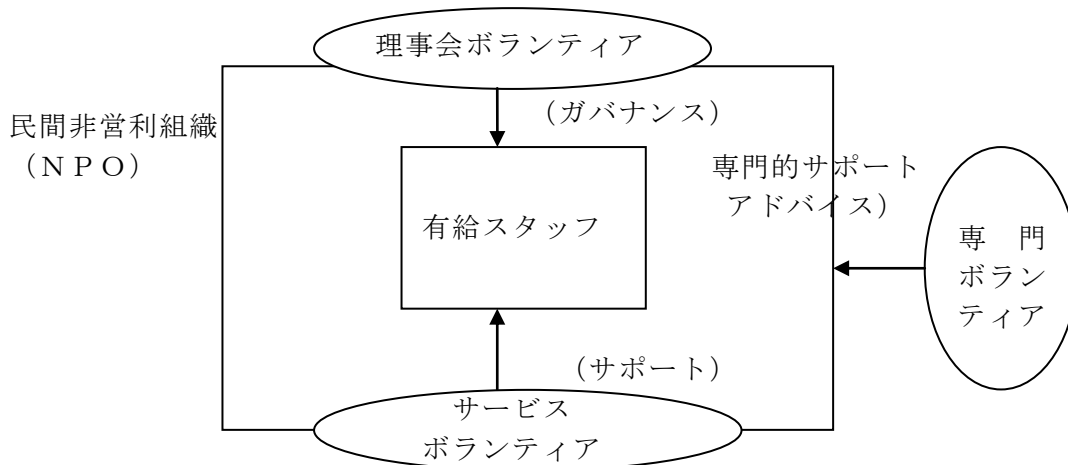 理事会ボランティア
(ガバナンス)
民間非営利組織
(NPO)
専門的サポート
アドバイス)
有給スタッフ
専　門
ボラン
ティア
(サポート)
サービス
ボランティア